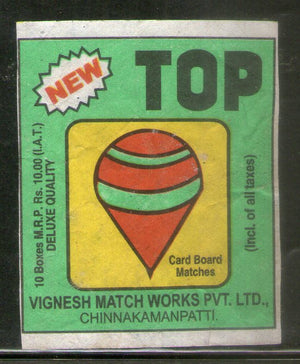 NEW
TOP
10 Boxes M.R.P. Rs. 10.00 (I.A.T.)
DELUXE QUALITY
(Incl. of all taxes)
Card Board
Matches
VIGNESH MATCH WORKS PVT. LTD.,
CHINNAKAMANPATTI.